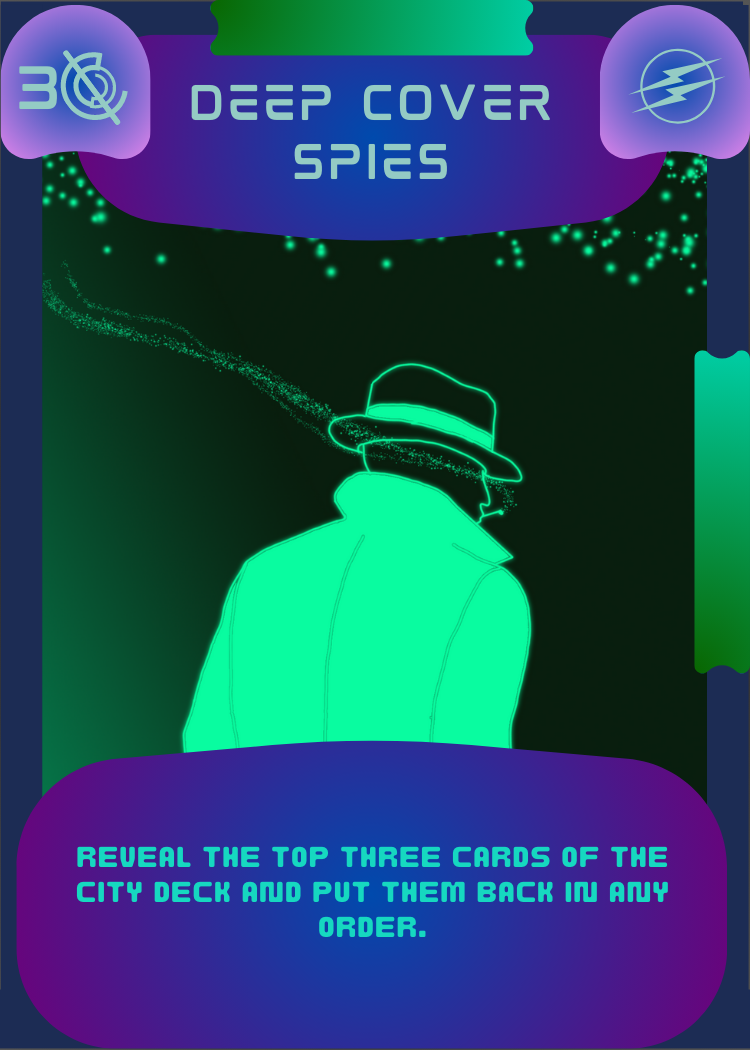 3
DEEP COVER
SPIES
REVEAL THE TOP THREE CARDS OF THE
CITY DECK AND PUT THEM BACK IN ANY
ORDER.